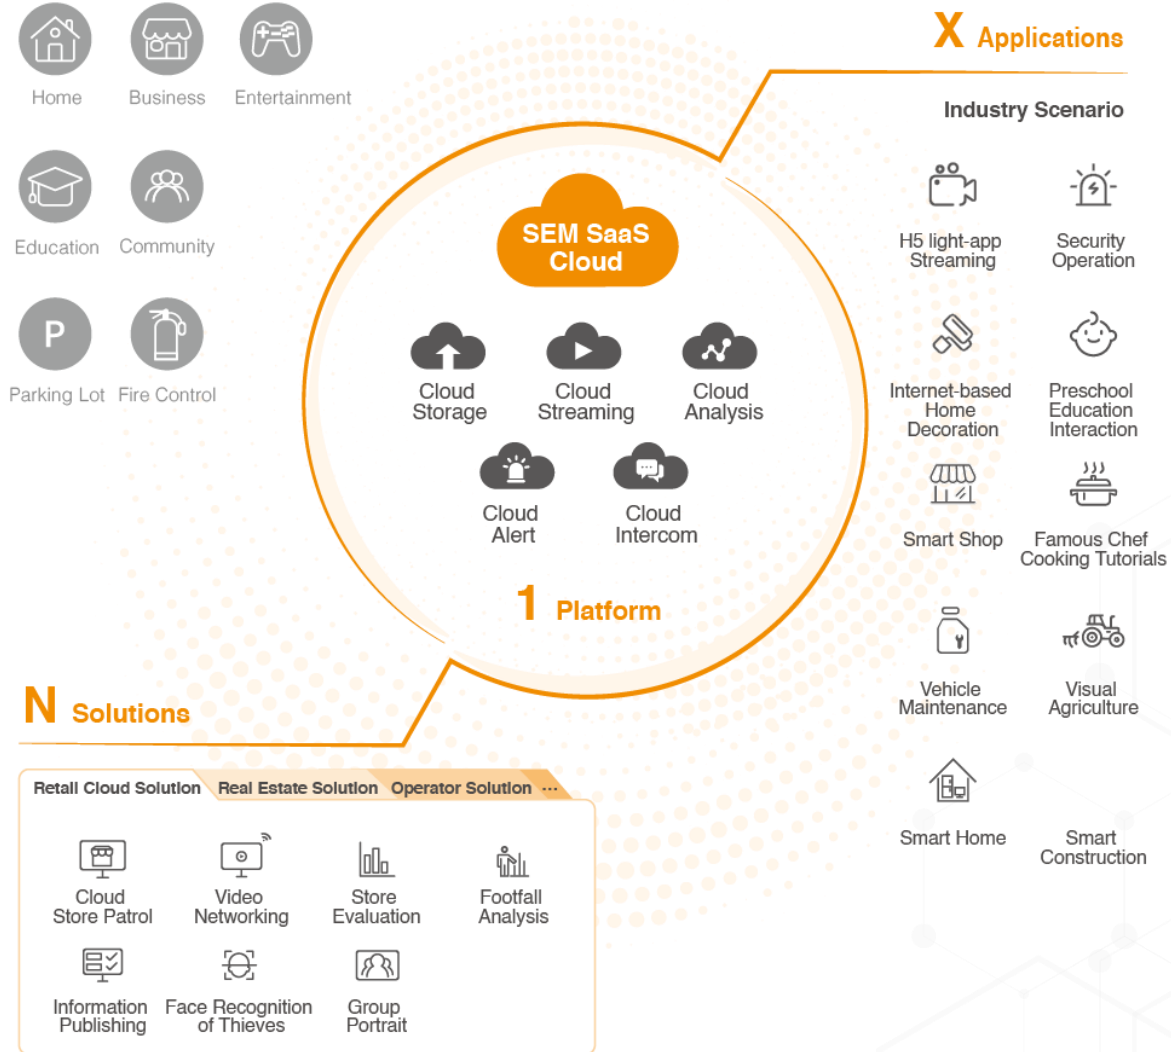 Home
Business
Entertainment
Education
Community
P
Parking Lot
Fire Control
X Applications
Industry Scenario
H5 light-app
Streaming
Security
Operation
Internet-based
Home
Decoration
Preschool
Education
Interaction
Smart Shop
Famous Chef
Cooking Tutorials
Vehicle
Maintenance
Visual
Agriculture
Smart Home
Smart
Construction
SEM SaaS
Cloud
Cloud
Storage
Cloud
Streaming
Cloud
Analysis
Cloud
Alert
Cloud
Intercom
1 Platform
N Solutions
Retail Cloud Solution
Real Estate Solution
Operator Solution ...
Cloud
Store Patrol
Video
Networking
Store
Evaluation
Footfall
Analysis
Information
Publishing
Face Recognition
of Thieves
Group
Portrait